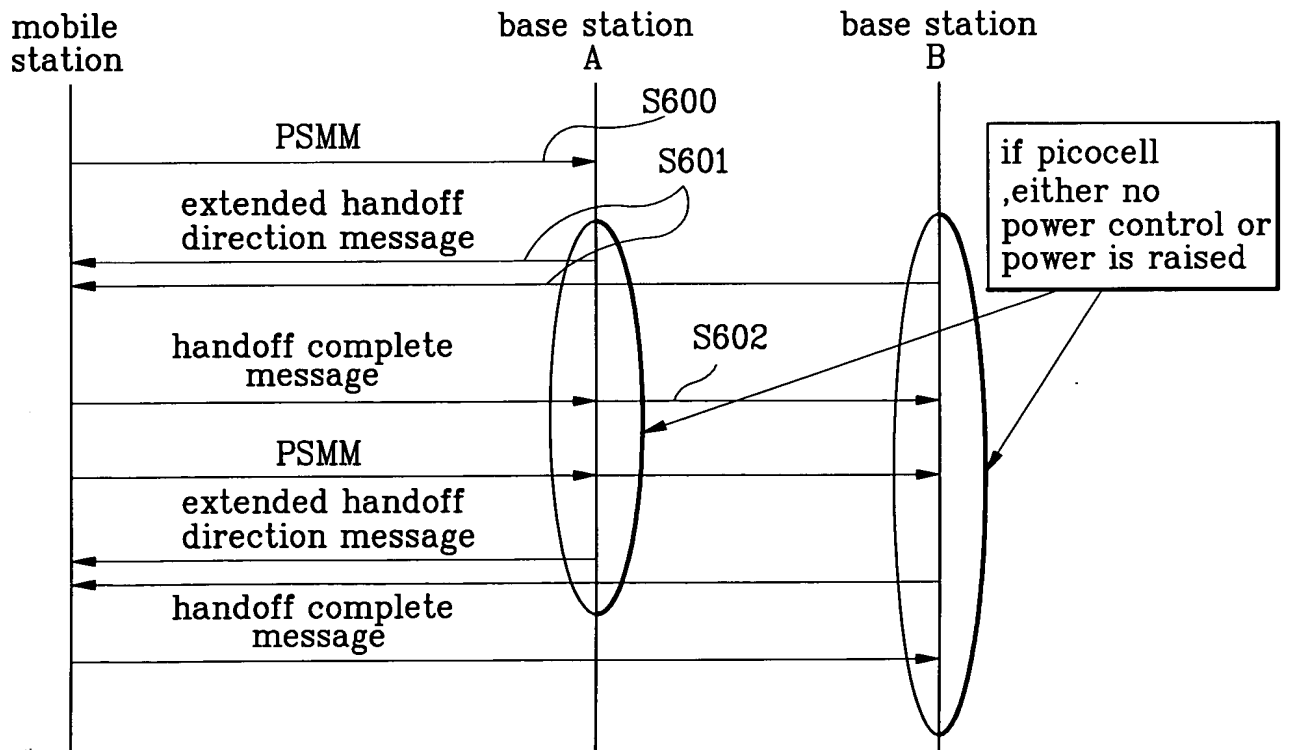 mobile
station
base station
A
base station
B
S600
PSMM
S601
if picocell
,either no
power control or
power is raised
extended handoff
direction message
S602
handoff complete
message
PSMM
extended handoff
direction message
handoff complete
message